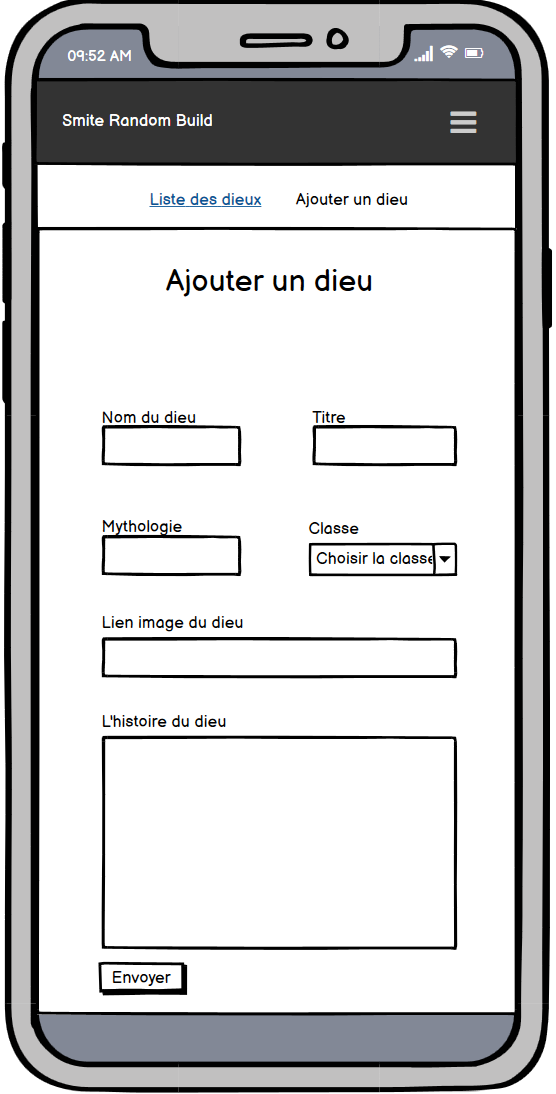 09:52 AM
Smite Random Build
Liste des dieux Ajouter un dieu
Ajouter un dieu
Nom du dieu Titre
Mythologie Classe
Choisir la classe
Lien image du dieu
L'histoire du dieu
Envoyer